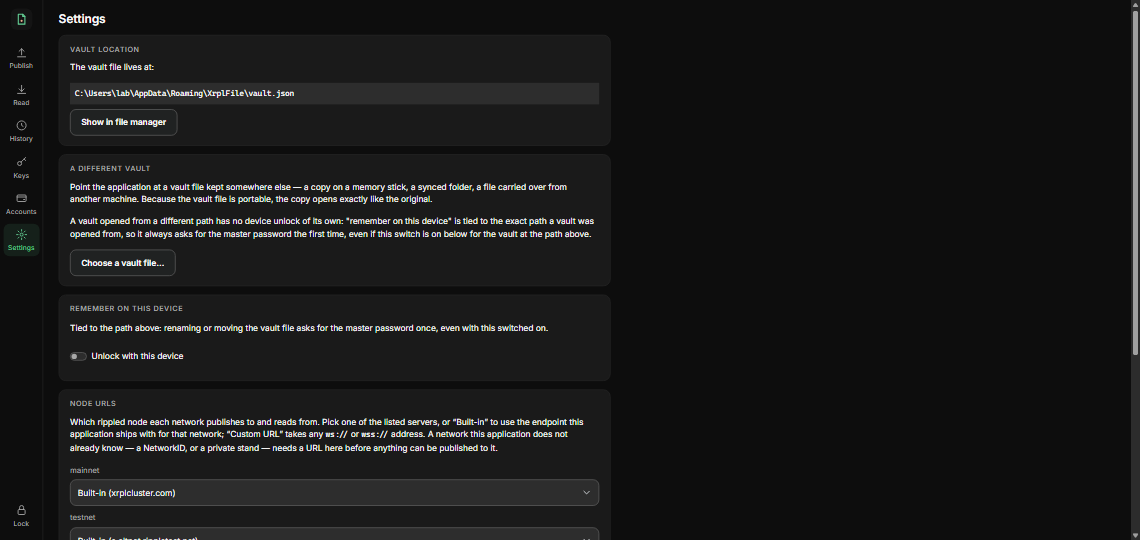 Settings
Publish
Read
History
Keys
Accounts
Settings
Lock
VAULT LOCATION
The vault file lives at:
C:\Users\lab\AppData\Roaming\XrplFile\vault.json
Show in file manager
A DIFFERENT VAULT
Point the application at a vault file kept somewhere else — a copy on a memory stick, a synced folder, a file carried over from
another machine. Because the vault file is portable, the copy opens exactly like the original.
A vault opened from a different path has no device unlock of its own: "remember on this device" is tied to the exact path a vault was
opened from, so it always asks for the master password the first time, even if this switch is on below for the vault at the path above.
Choose a vault file...
REMEMBER ON THIS DEVICE
Tied to the path above: renaming or moving the vault file asks for the master password once, even with this switched on.
Unlock with this device
NODE URLS
Which rippled node each network publishes to and reads from. Pick one of the listed servers, or “Built-in” to use the endpoint this
application ships with for that network; “Custom URL” takes any ws:// or wss:// address. A network this application does not
already know — a NetworkID, or a private stand — needs a URL here before anything can be published to it.
mainnet
Built-in (xrplcluster.com)
testnet